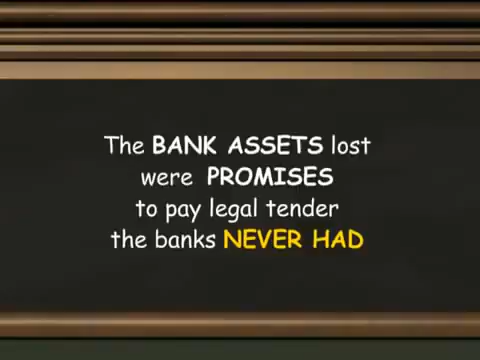 The BANK ASSETS lost
were PROMISES
to pay legal tender
the banks NEVER HAD